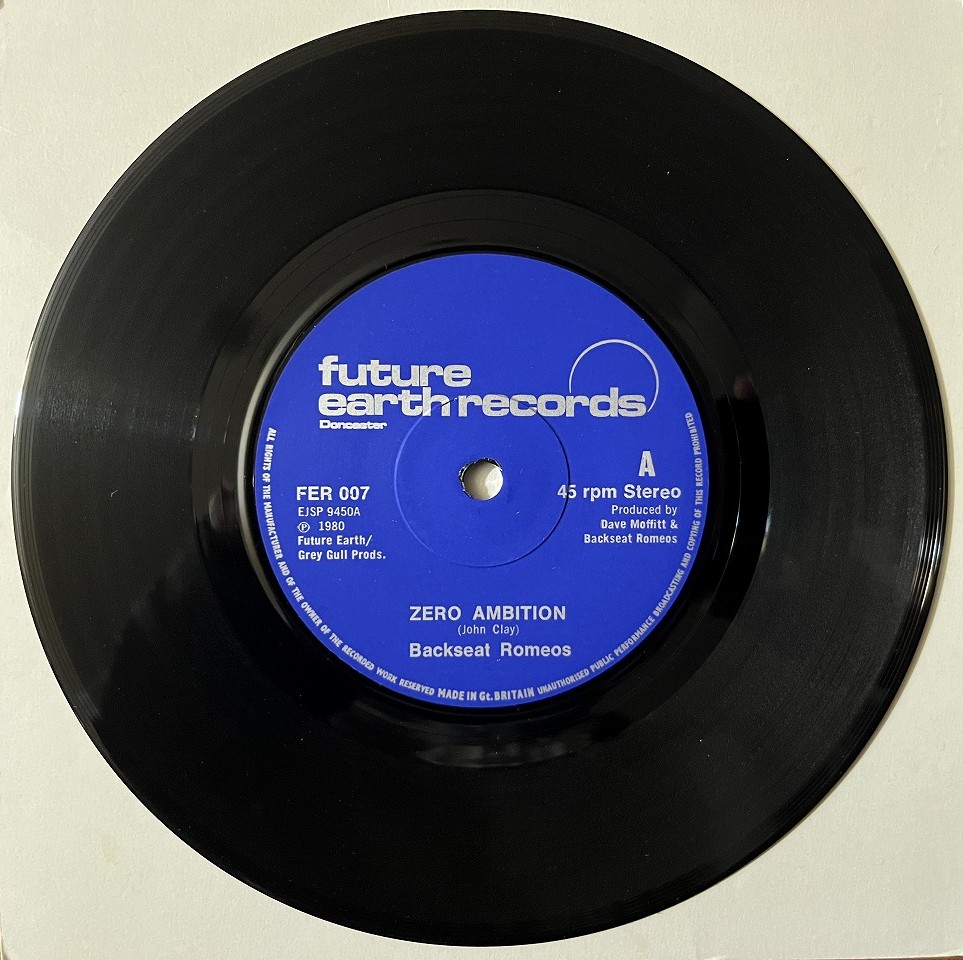 future
earth records
Doncaster
A
FER 007
EJSP 9450A
℗ 1980
Future Earth/
Grey Gull Prods.
45 rpm Stereo
Produced by
Dave Moffitt &
Backseat Romeos
ZERO AMBITION
(John Clay)
Backseat Romeos
ALL RIGHTS OF THE MANUFACTURER AND OF THE OWNER OF THE RECORDED WORK RESERVED MADE IN Gt. BRITAIN UNAUTHORISED PUBLIC PERFORMANCE BROADCASTING AND COPYING OF THIS RECORD PROHIBITED